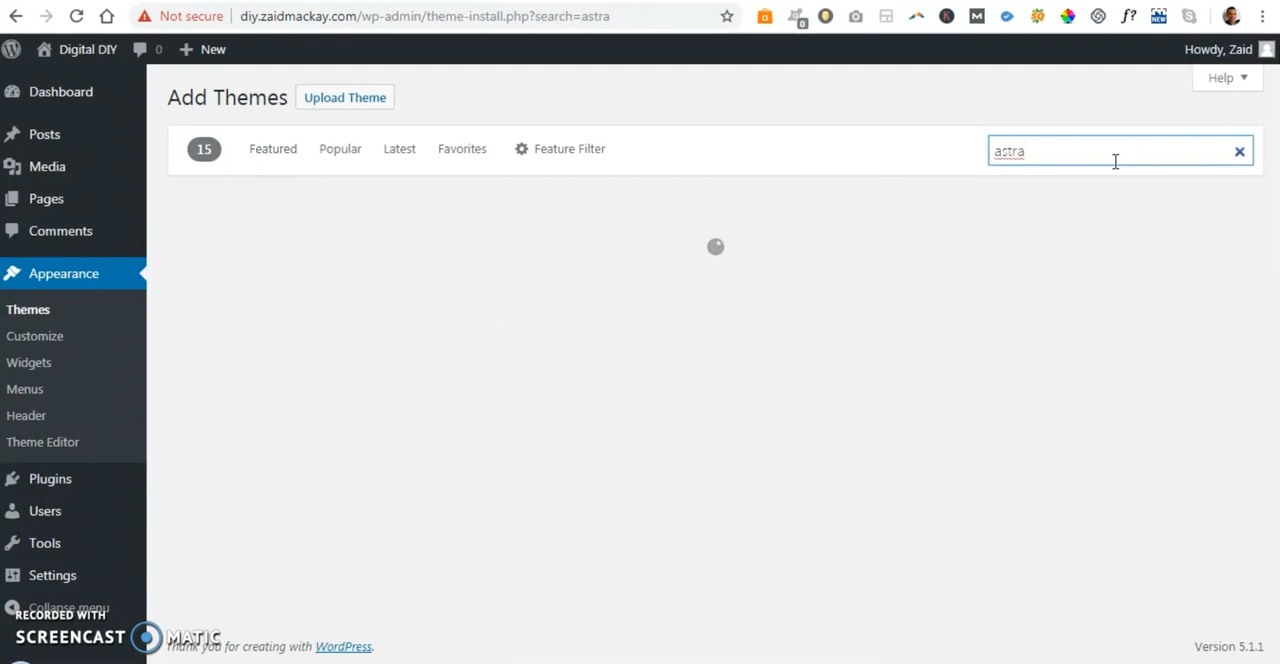 Not secure diy.zaidmackay.com/wp-admin/theme-install.php?search=astra
Digital DIY 0 New Howdy, Zaid
Help
Add Themes Upload Theme
15 Featured Popular Latest Favorites Feature Filter astra
Dashboard
Posts
Media
Pages
Comments
Appearance
Themes
Customize
Widgets
Menus
Header
Theme Editor
Plugins
Users
Tools
Settings
Collapse menu
RECORDED WITH
SCREENCAST MATIC
Thank you for creating with WordPress.
Version 5.1.1